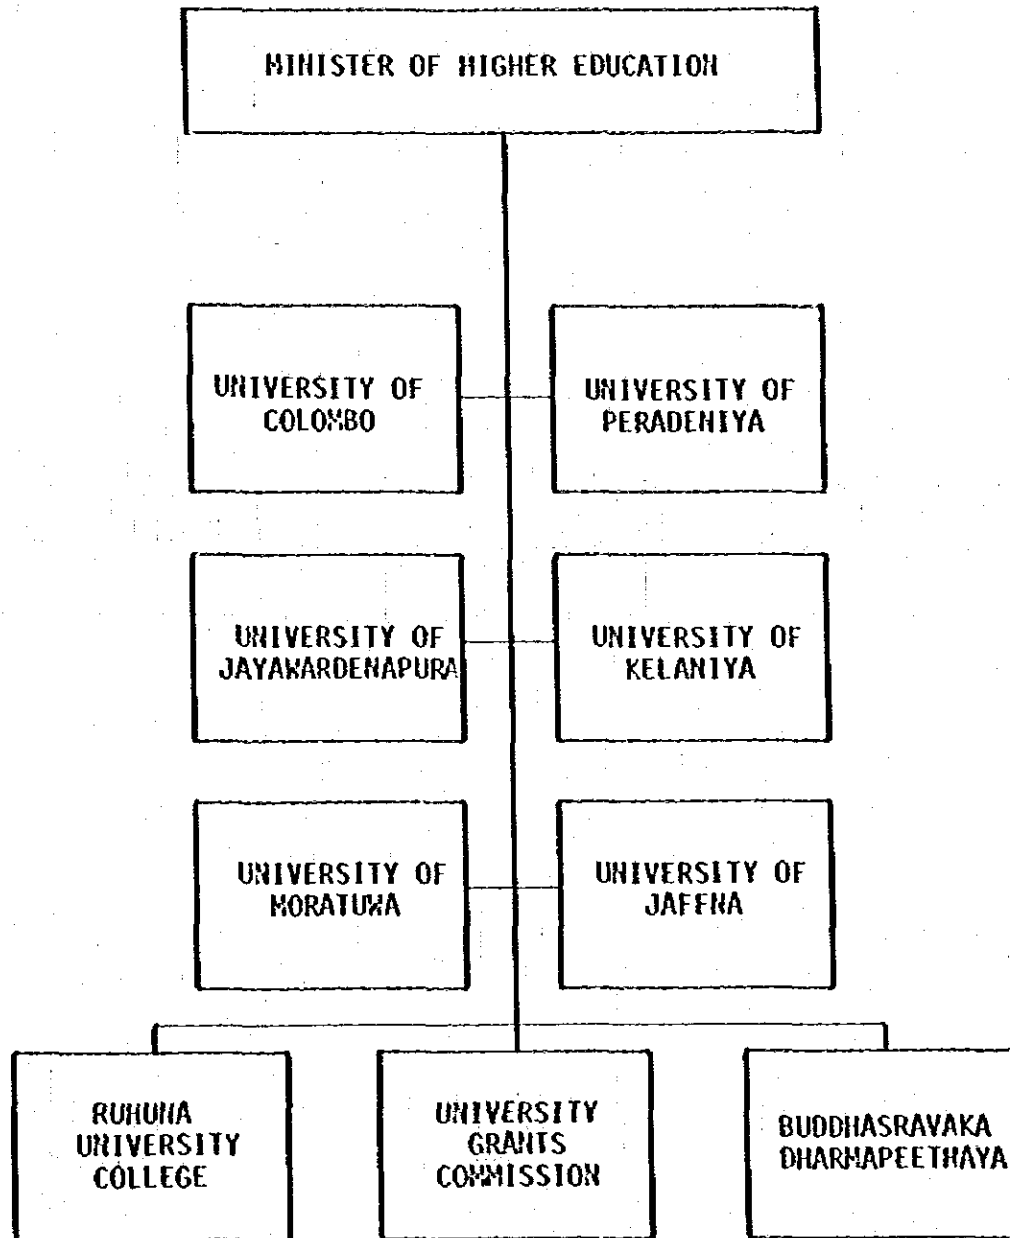 MINISTER OF HIGHER EDUCATION
UNIVERSITY OF
COLOMBO
UNIVERSITY OF
PERADENIYA
UNIVERSITY OF
JAYAWARDENAPURA
UNIVERSITY OF
KELANIYA
UNIVERSITY OF
MORATUWA
UNIVERSITY OF
JAFFNA
RUHUNA
UNIVERSITY
COLLEGE
UNIVERSITY
GRANTS
COMMISSION
BUDDHASRAVAKA
DHARMAPEETHAYA